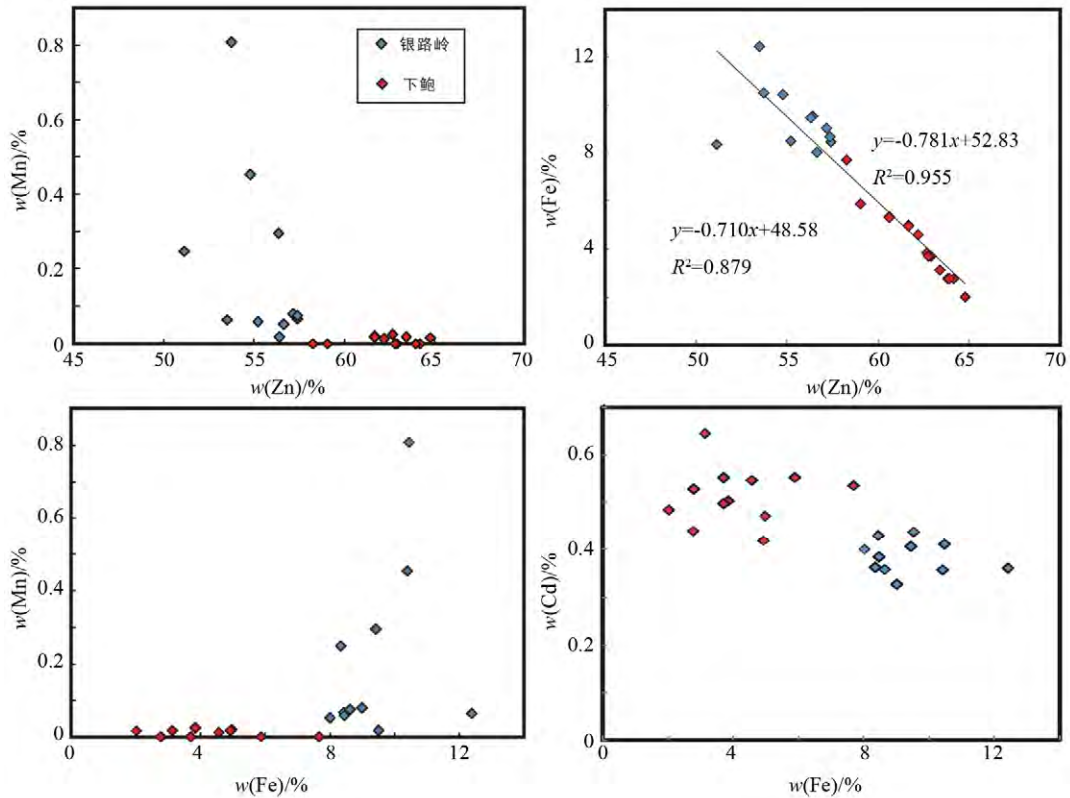 0.8
0.6
0.4
0.2
0
w(Mn)/%
45
50
55
60
65
70
w(Zn)/%
银路岭
下鲍
12
8
4
0
w(Fe)/%
y=-0.781x+52.83
R²=0.955
y=-0.710x+48.58
R²=0.879
45
50
55
60
65
70
w(Zn)/%
0.8
0.6
0.4
0.2
0
w(Mn)/%
0
4
8
12
w(Fe)/%
0.6
0.4
0.2
0
w(Cd)/%
0
4
8
12
w(Fe)/%